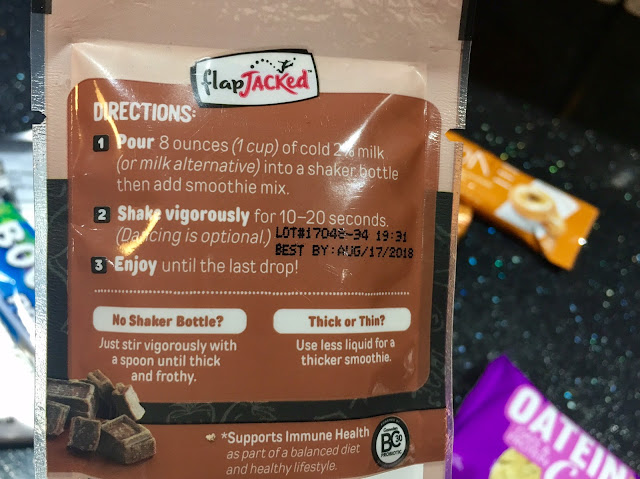 flapJACKed™
DIRECTIONS:
1 Pour 8 ounces (1 cup) of cold 2% milk
(or milk alternative) into a shaker bottle
then add smoothie mix.
2 Shake vigorously for 10–20 seconds.
(Dancing is optional.)
LOT#17048-34 19:31
BEST BY:AUG/17/2018
3 Enjoy until the last drop!
No Shaker Bottle?
Just stir vigorously with
a spoon until thick
and frothy.
Thick or Thin?
Use less liquid for a
thicker smoothie.
*Supports Immune Health
as part of a balanced diet
and healthy lifestyle.
BC30
PROBIOTIC
BO
OATEIN